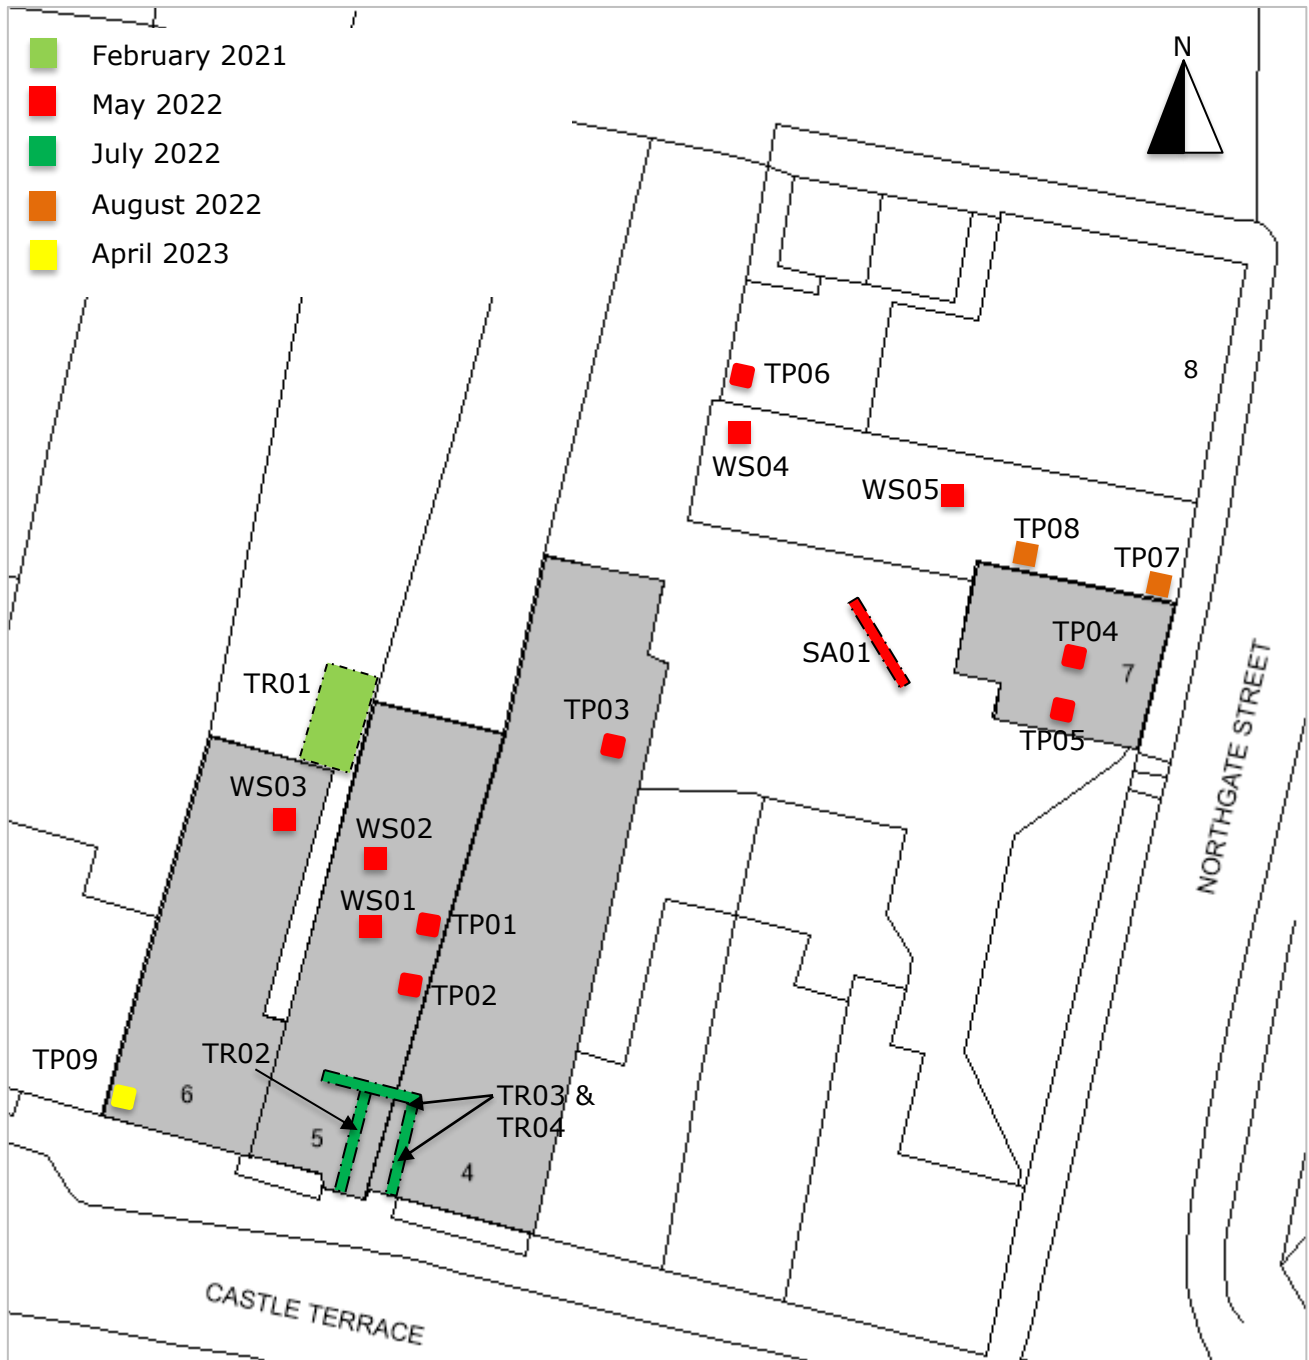 February 2021
May 2022
July 2022
August 2022
April 2023
N
8
TP06
WS04
WS05
TP08
TP07
TP04
7
SA01
TP05
TR01
TP03
WS03
WS02
WS01
TP01
TP02
TP09
TR02
6
5
TR03 &
TR04
4
NORTHGATE STREET
CASTLE TERRACE